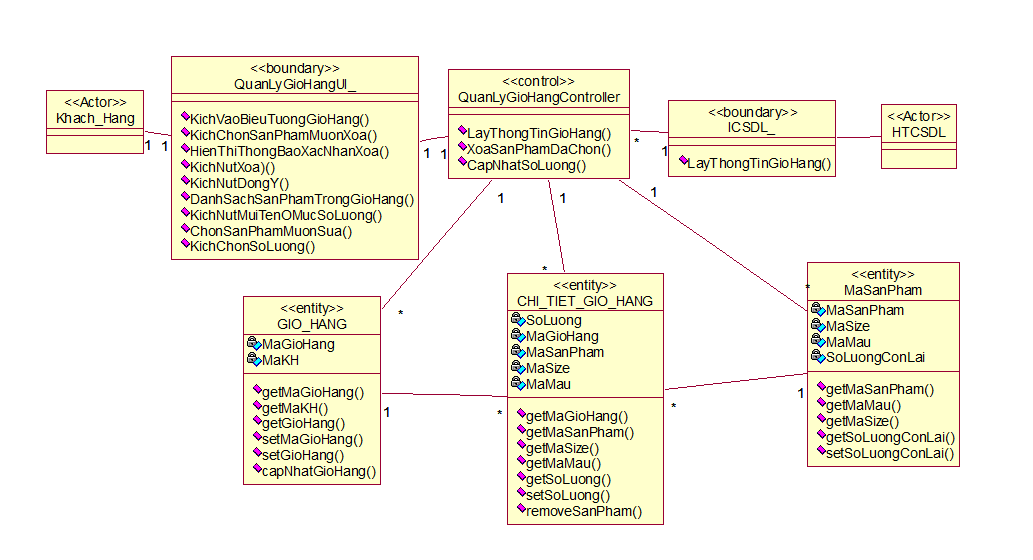 <<Actor>>
Khach_Hang
1
1
<<boundary>>
QuanLyGioHangUI_
KichVaoBieuTuongGioHang()
KichChonSanPhamMuonXoa()
HienThiThongBaoXacNhanXoa()
KichNutXoa)()
KichNutDongY()
DanhSachSanPhamTrongGioHang()
KichNutMuiTenOMucSoLuong()
ChonSanPhamMuonSua()
KichChonSoLuong()
1
1
<<control>>
QuanLyGioHangController
LayThongTinGioHang()
XoaSanPhamDaChon()
CapNhatSoLuong()
*
1
<<boundary>>
ICSDL_
LayThongTinGioHang()
<<Actor>>
HTCSDL
1
1
1
*
*
*
<<entity>>
GIO_HANG
MaGioHang
MaKH
getMaGioHang()
getMaKH()
getGioHang()
setMaGioHang()
setGioHang()
capNhatGioHang()
1
*
<<entity>>
CHI_TIET_GIO_HANG
SoLuong
MaGioHang
MaSanPham
MaSize
MaMau
getMaGioHang()
getMaSanPham()
getMaSize()
getMaMau()
getSoLuong()
setSoLuong()
removeSanPham()
*
1
<<entity>>
MaSanPham
MaSanPham
MaSize
MaMau
SoLuongConLai
getMaSanPham()
getMaMau()
getMaSize()
getSoLuongConLai()
setSoLuongConLai()